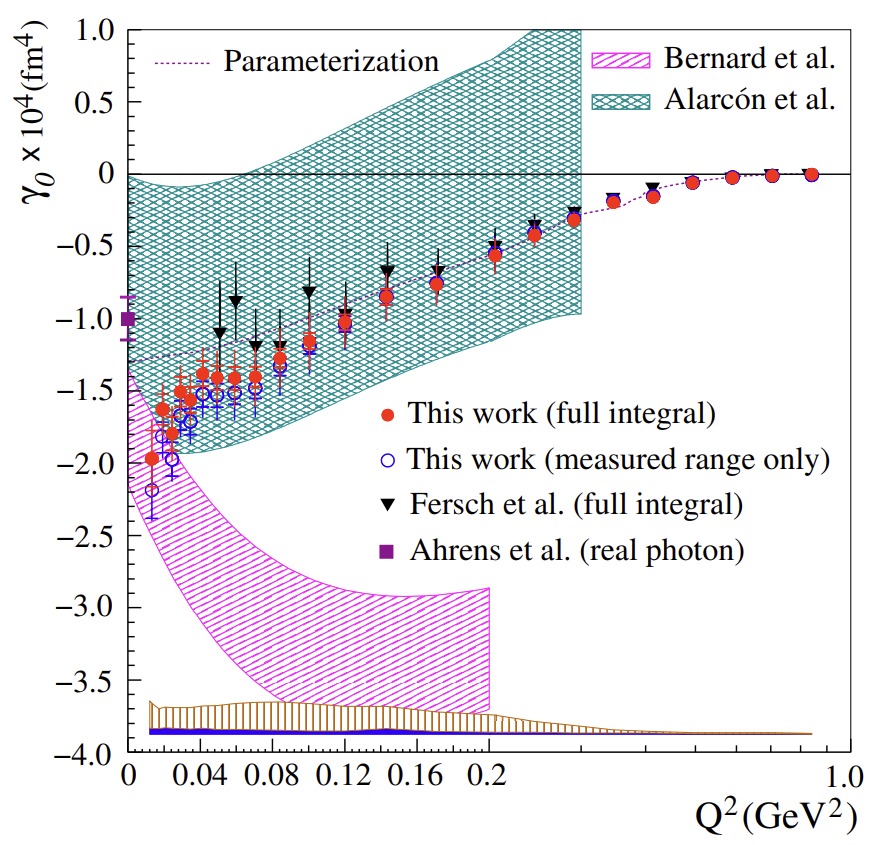 γ₀ x 10⁴(fm⁴)
1.0
0.5
0
−0.5
−1.0
−1.5
−2.0
−2.5
−3.0
−3.5
−4.0
Parameterization
Bernard et al.
Alarcón et al.
This work (full integral)
This work (measured range only)
Fersch et al. (full integral)
Ahrens et al. (real photon)
0 0.04 0.08 0.12 0.16 0.2 1.0
Q²(GeV²)